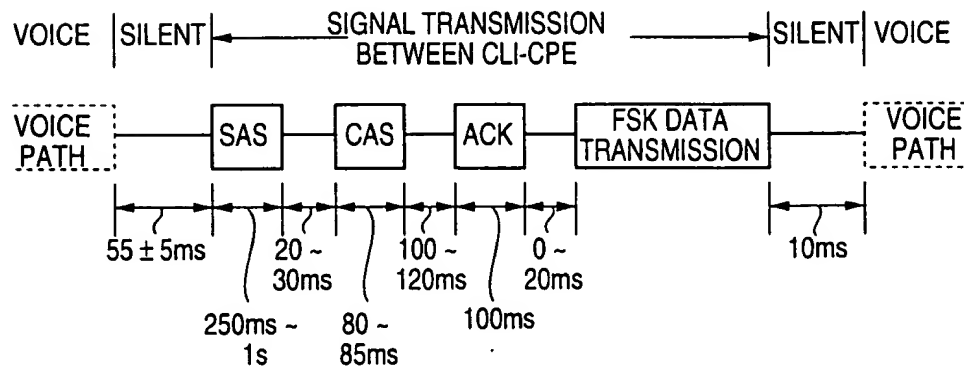 VOICE SILENT SIGNAL TRANSMISSION SILENT VOICE
BETWEEN CLI-CPE
VOICE PATH
SAS
CAS
ACK
FSK DATA TRANSMISSION
VOICE PATH
55 ± 5ms
20 ~ 30ms
100 ~ 120ms
0 ~ 20ms
10ms
250ms ~ 1s
80 ~ 85ms
100ms